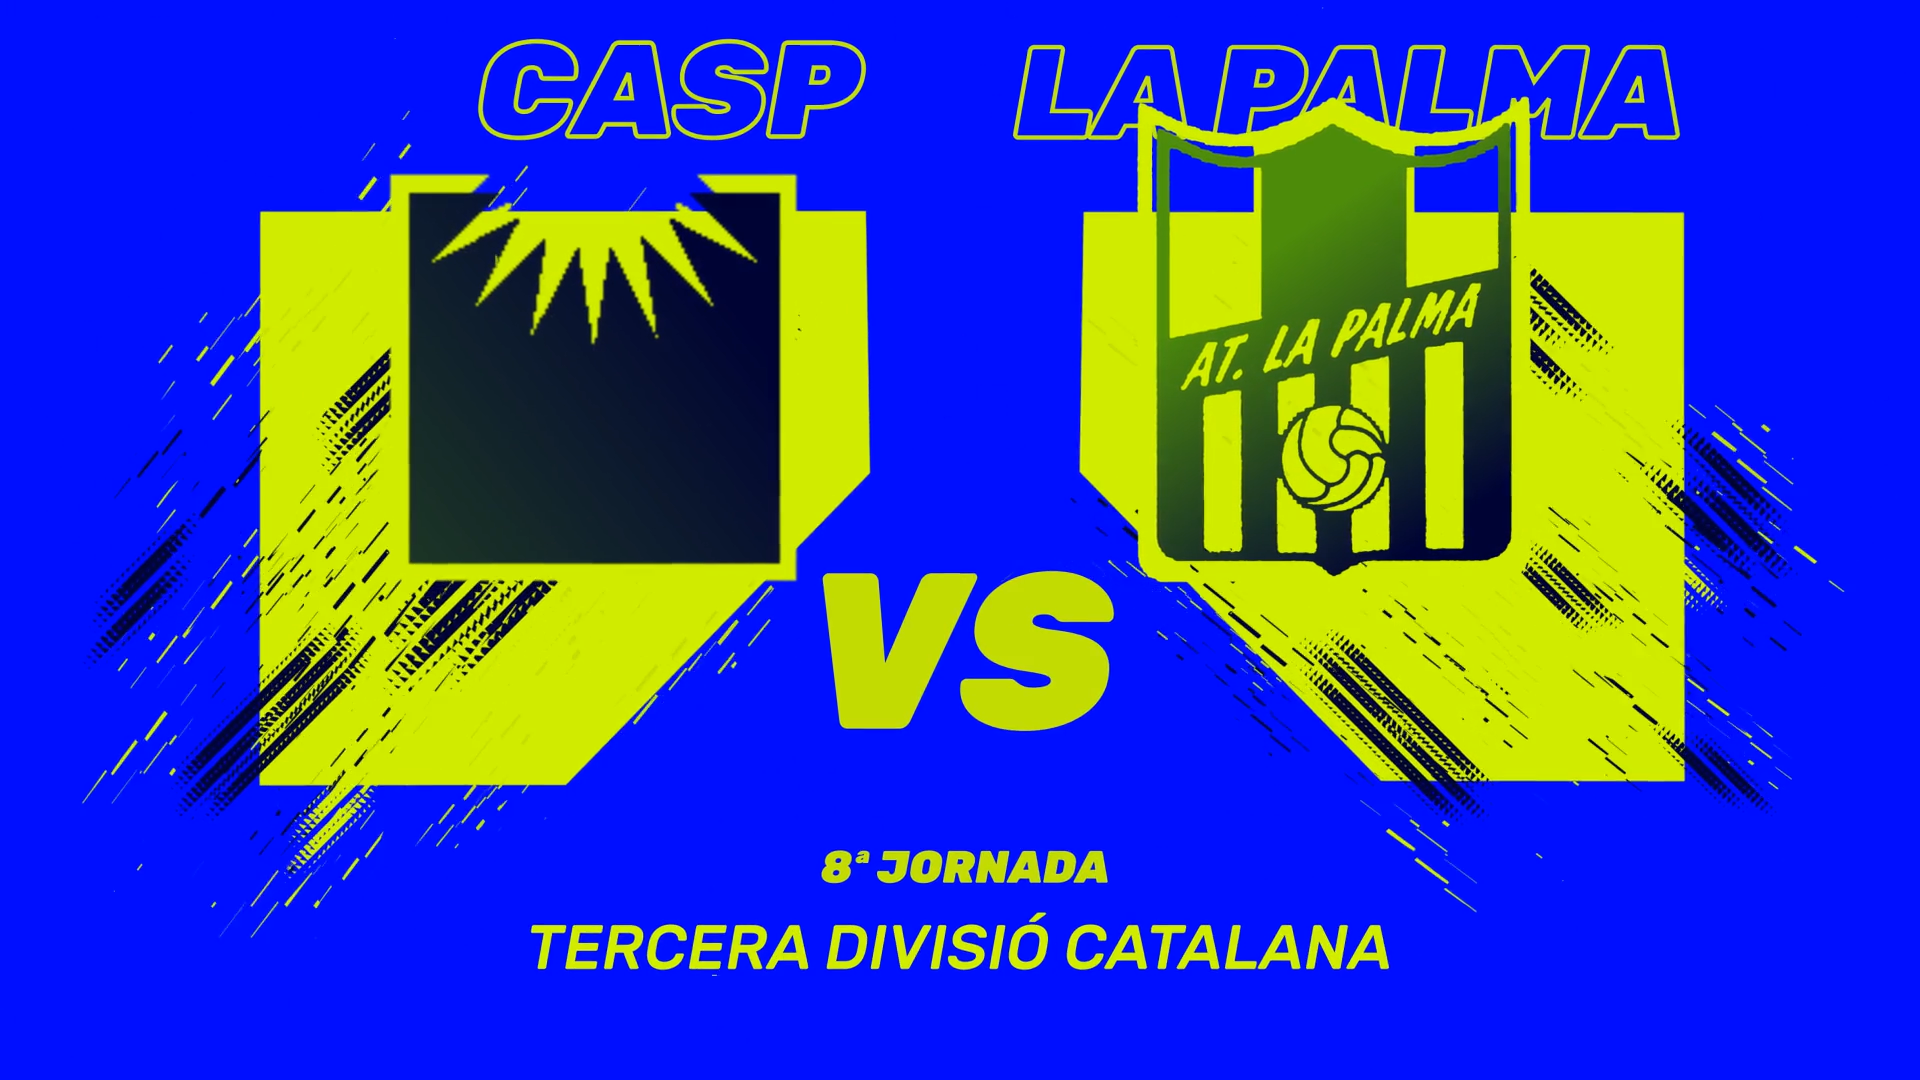 CASP
LA PALMA
AT. LA PALMA
VS
8ª JORNADA
TERCERA DIVISIÓ CATALANA